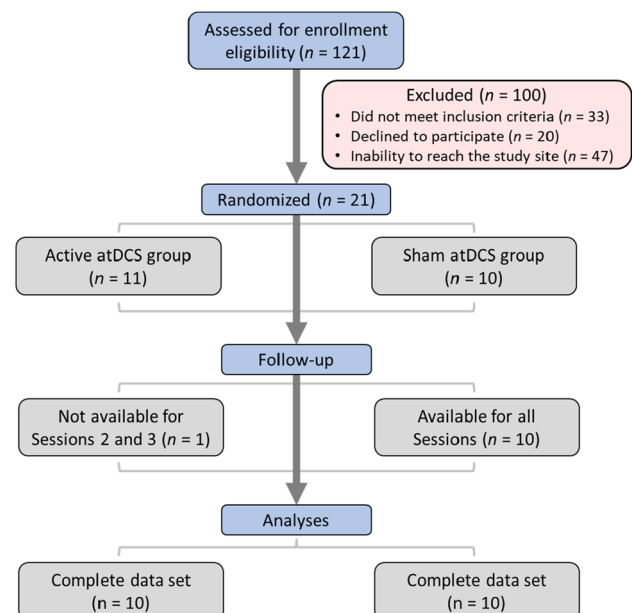 Assessed for enrollment
eligibility (n = 121)
Excluded (n = 100)
• Did not meet inclusion criteria (n = 33)
• Declined to participate (n = 20)
• Inability to reach the study site (n = 47)
Randomized (n = 21)
Active atDCS group
(n = 11)
Sham atDCS group
(n = 10)
Follow-up
Not available for
Sessions 2 and 3 (n = 1)
Available for all
Sessions (n = 10)
Analyses
Complete data set
(n = 10)
Complete data set
(n = 10)